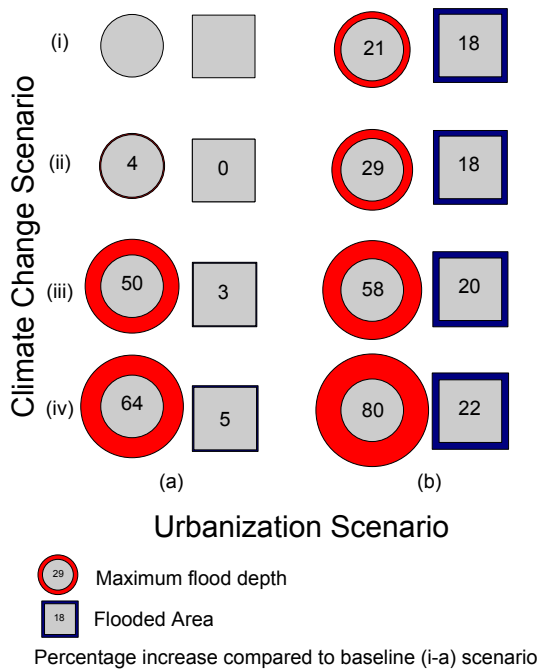 Climate Change Scenario
(i)
21
18
(ii)
4
0
29
18
(iii)
50
3
58
20
(iv)
64
5
80
22
(a)
(b)
Urbanization Scenario
29
Maximum flood depth
18
Flooded Area
Percentage increase compared to baseline (i-a) scenario